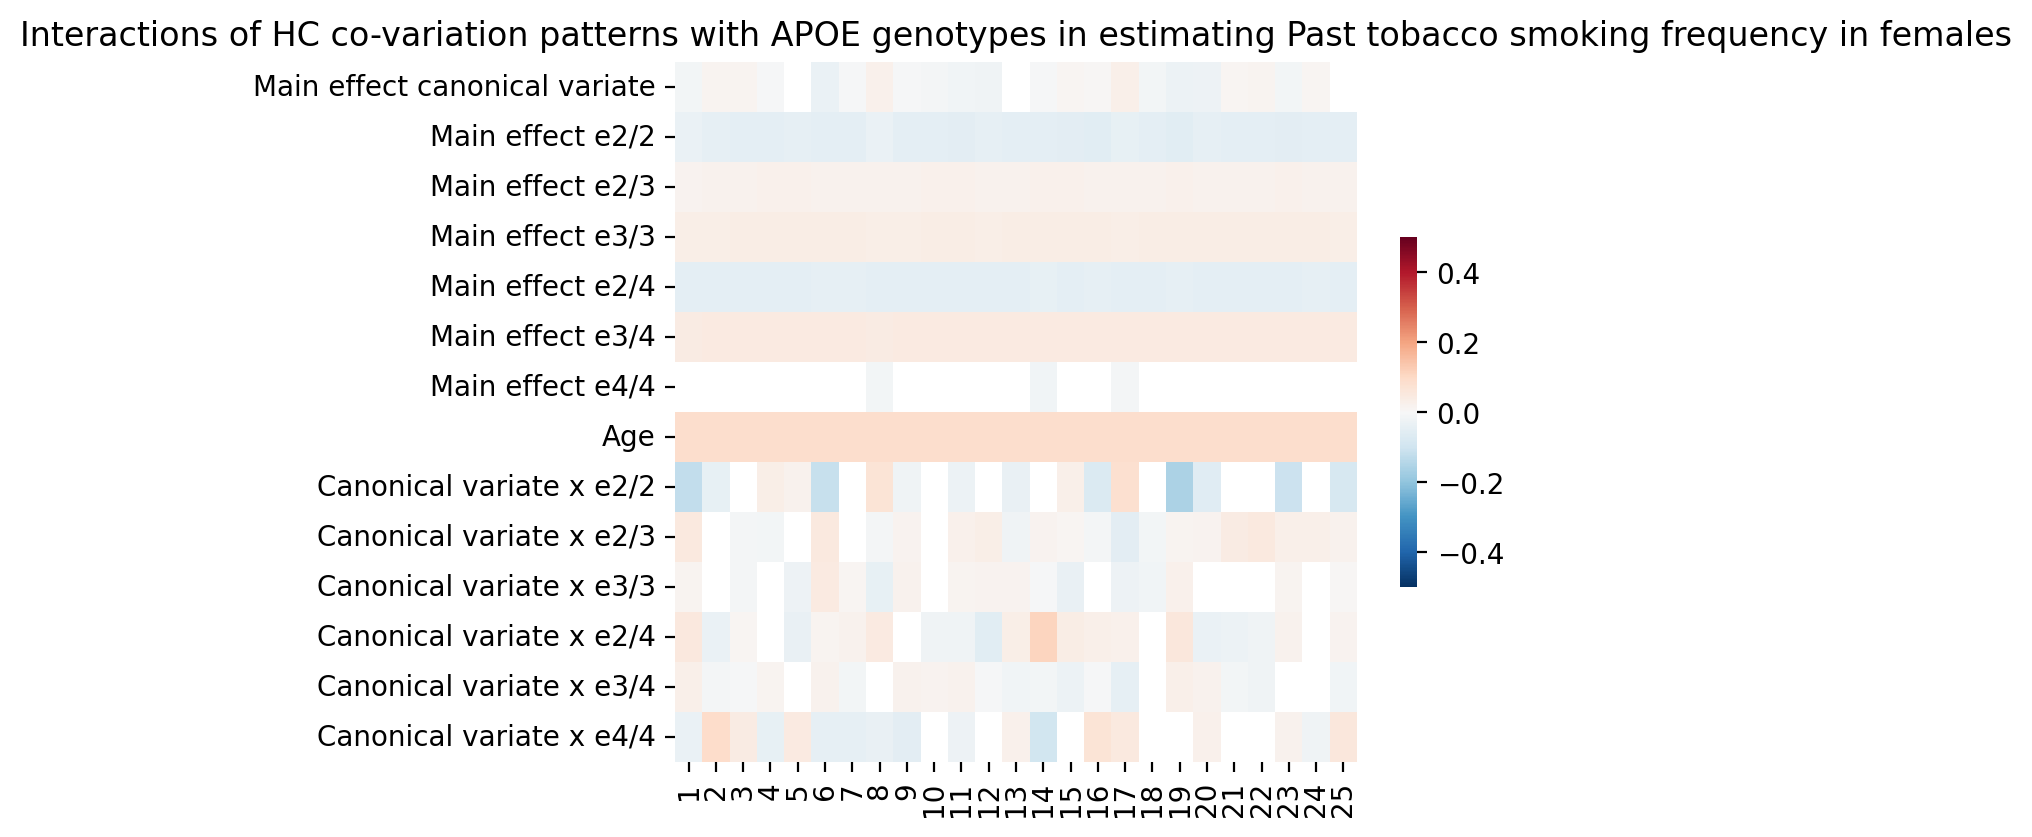 Interactions of HC co-variation patterns with APOE genotypes in estimating Past tobacco smoking frequency in females
Main effect canonical variate
Main effect e2/2
Main effect e2/3
Main effect e3/3
Main effect e2/4
Main effect e3/4
Main effect e4/4
Age
Canonical variate x e2/2
Canonical variate x e2/3
Canonical variate x e3/3
Canonical variate x e2/4
Canonical variate x e3/4
Canonical variate x e4/4
1 2 3 4 5 6 7 8 9 10 11 12 13 14 15 16 17 18 19 20 21 22 23 24 25
0.4
0.2
0.0
−0.2
−0.4